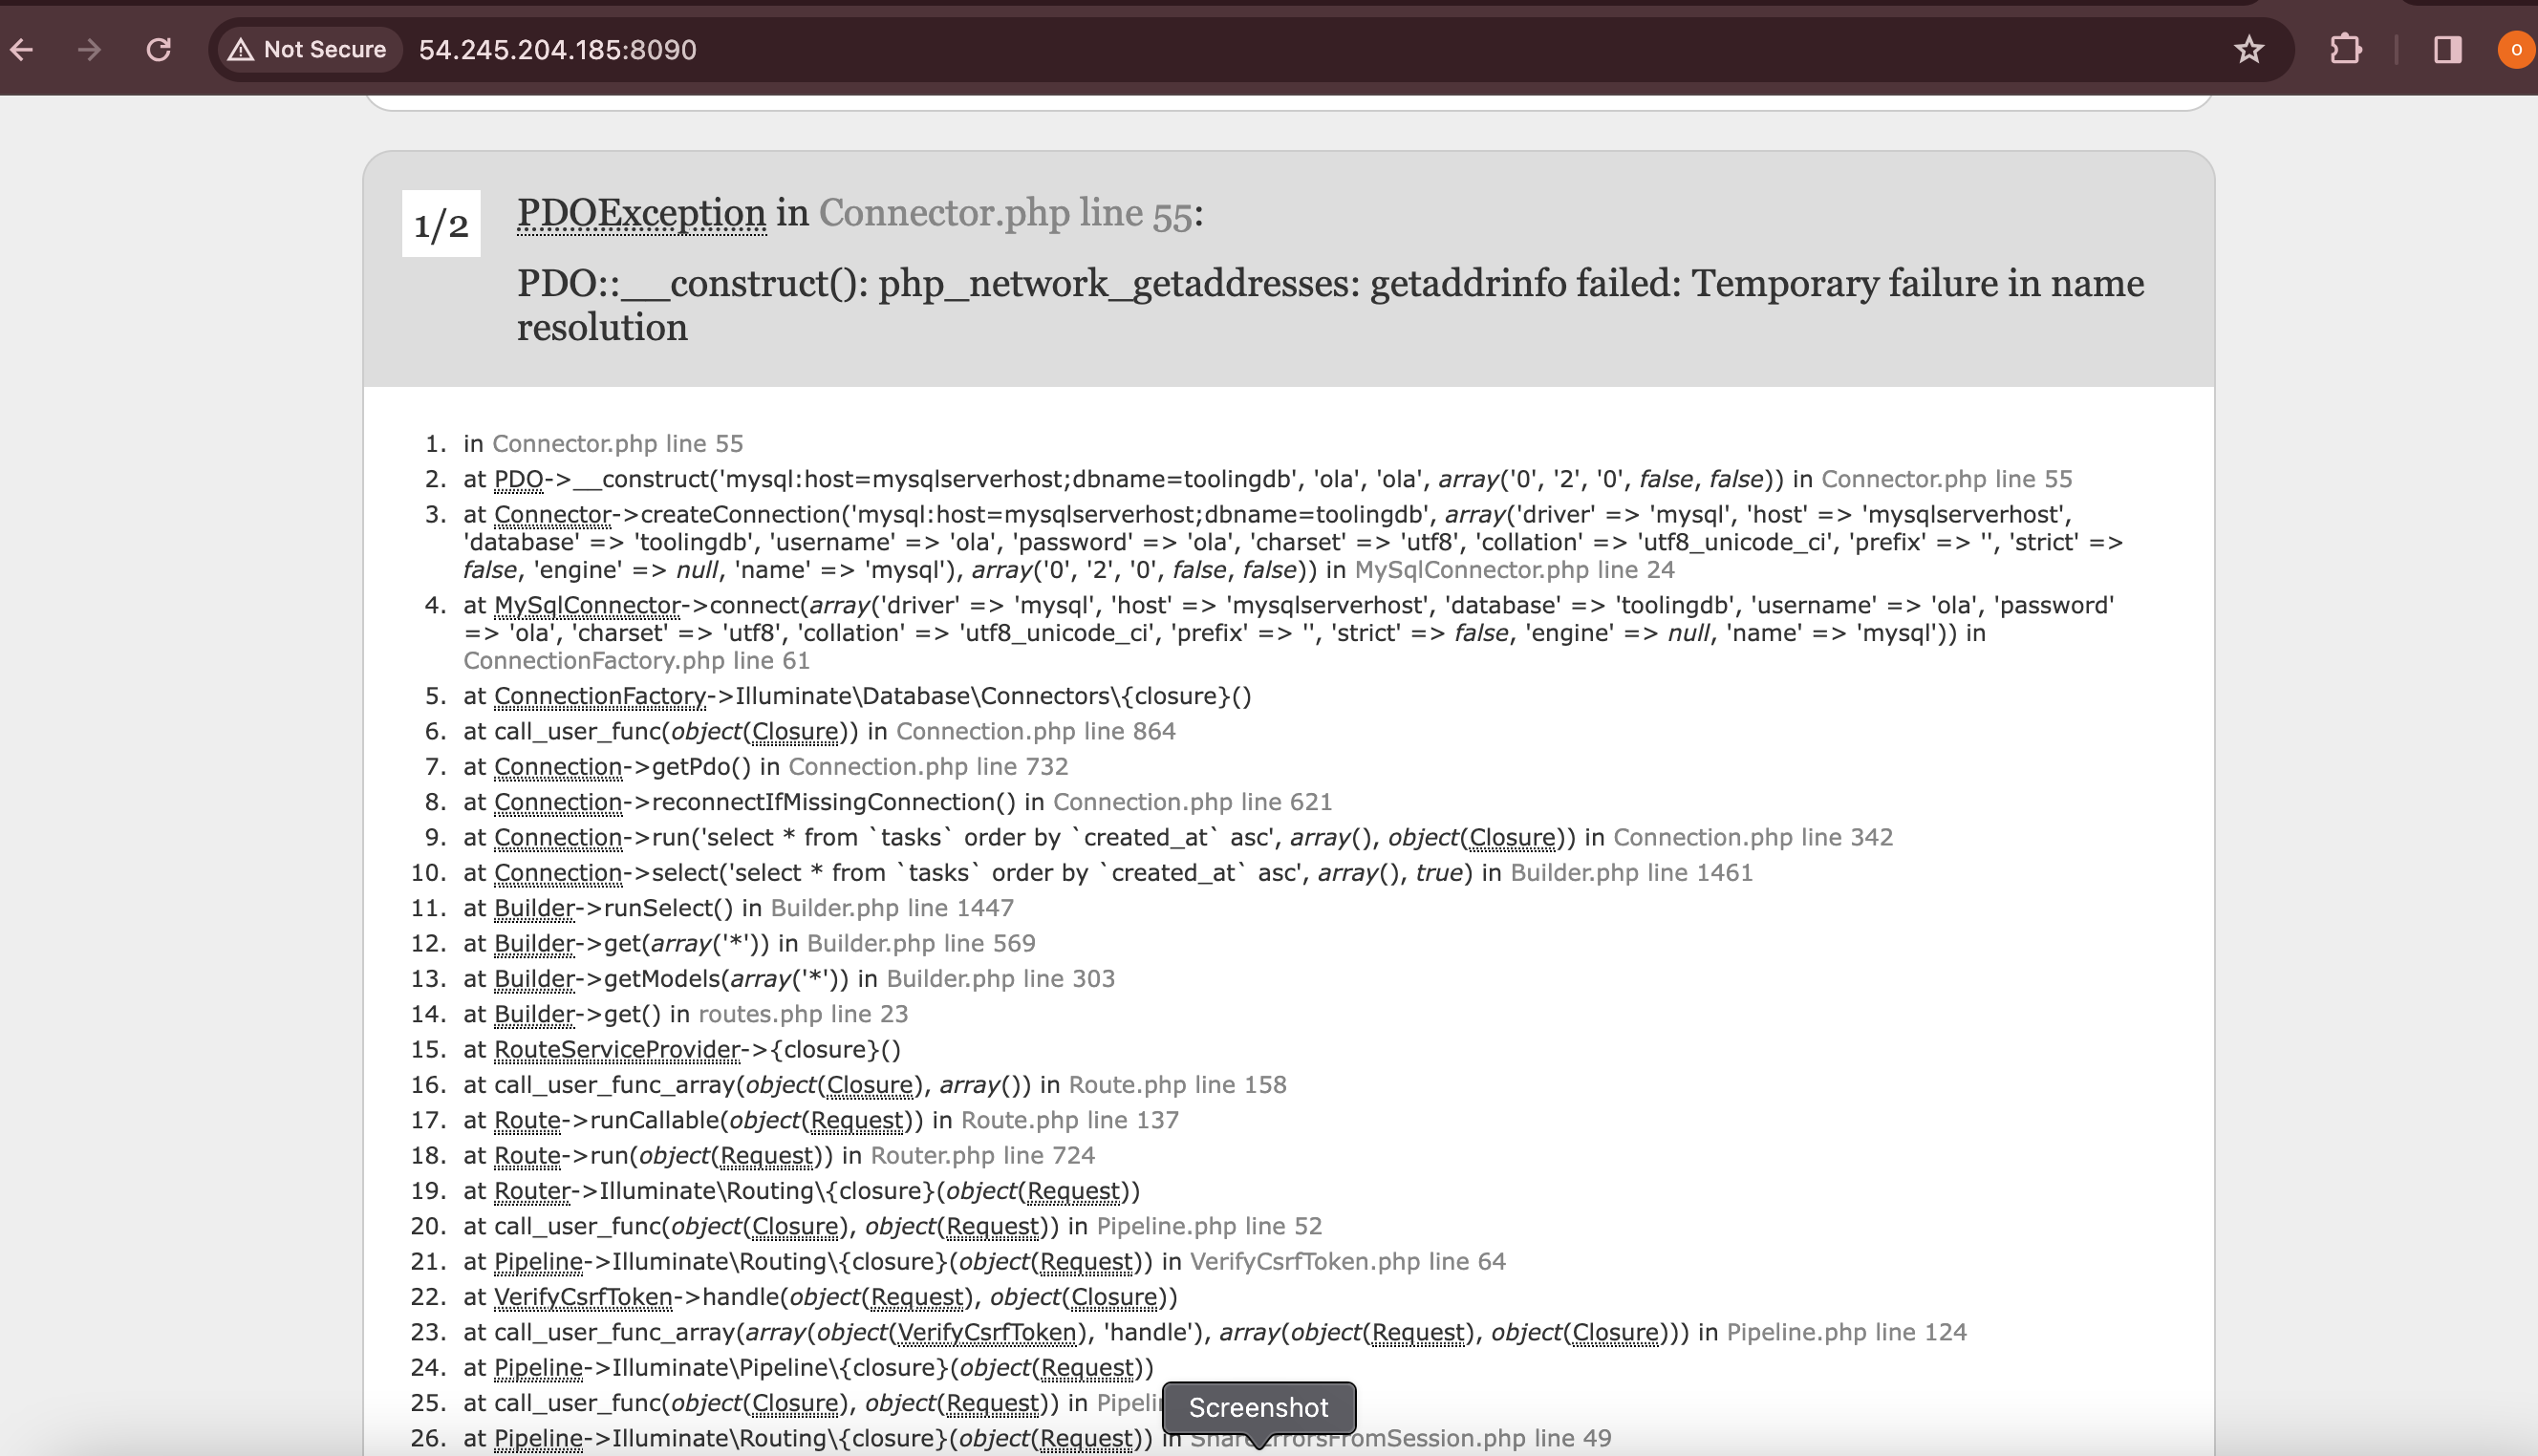 Not Secure 54.245.204.185:8090
o
1/2
PDOException in Connector.php line 55:
PDO::__construct(): php_network_getaddresses: getaddrinfo failed: Temporary failure in name
resolution
1. in Connector.php line 55
2. at PDO->__construct('mysql:host=mysqlserverhost;dbname=toolingdb', 'ola', 'ola', array('0', '2', '0', false, false)) in Connector.php line 55
3. at Connector->createConnection('mysql:host=mysqlserverhost;dbname=toolingdb', array('driver' => 'mysql', 'host' => 'mysqlserverhost',
'database' => 'toolingdb', 'username' => 'ola', 'password' => 'ola', 'charset' => 'utf8', 'collation' => 'utf8_unicode_ci', 'prefix' => '', 'strict' =>
false, 'engine' => null, 'name' => 'mysql'), array('0', '2', '0', false, false)) in MySqlConnector.php line 24
4. at MySqlConnector->connect(array('driver' => 'mysql', 'host' => 'mysqlserverhost', 'database' => 'toolingdb', 'username' => 'ola', 'password'
=> 'ola', 'charset' => 'utf8', 'collation' => 'utf8_unicode_ci', 'prefix' => '', 'strict' => false, 'engine' => null, 'name' => 'mysql')) in
ConnectionFactory.php line 61
5. at ConnectionFactory->Illuminate\Database\Connectors\{closure}()
6. at call_user_func(object(Closure)) in Connection.php line 864
7. at Connection->getPdo() in Connection.php line 732
8. at Connection->reconnectIfMissingConnection() in Connection.php line 621
9. at Connection->run('select * from `tasks` order by `created_at` asc', array(), object(Closure)) in Connection.php line 342
10. at Connection->select('select * from `tasks` order by `created_at` asc', array(), true) in Builder.php line 1461
11. at Builder->runSelect() in Builder.php line 1447
12. at Builder->get(array('*')) in Builder.php line 569
13. at Builder->getModels(array('*')) in Builder.php line 303
14. at Builder->get() in routes.php line 23
15. at RouteServiceProvider->{closure}()
16. at call_user_func_array(object(Closure), array()) in Route.php line 158
17. at Route->runCallable(object(Request)) in Route.php line 137
18. at Route->run(object(Request)) in Router.php line 724
19. at Router->Illuminate\Routing\{closure}(object(Request))
20. at call_user_func(object(Closure), object(Request)) in Pipeline.php line 52
21. at Pipeline->Illuminate\Routing\{closure}(object(Request)) in VerifyCsrfToken.php line 64
22. at VerifyCsrfToken->handle(object(Request), object(Closure))
23. at call_user_func_array(array(object(VerifyCsrfToken), 'handle'), array(object(Request), object(Closure))) in Pipeline.php line 124
24. at Pipeline->Illuminate\Pipeline\{closure}(object(Request))
25. at call_user_func(object(Closure), object(Request)) in
Screenshot
26. at Pipeline->Illuminate\Routing\{closure}(object(Request)) in ShareErrorsFromSession.php line 49